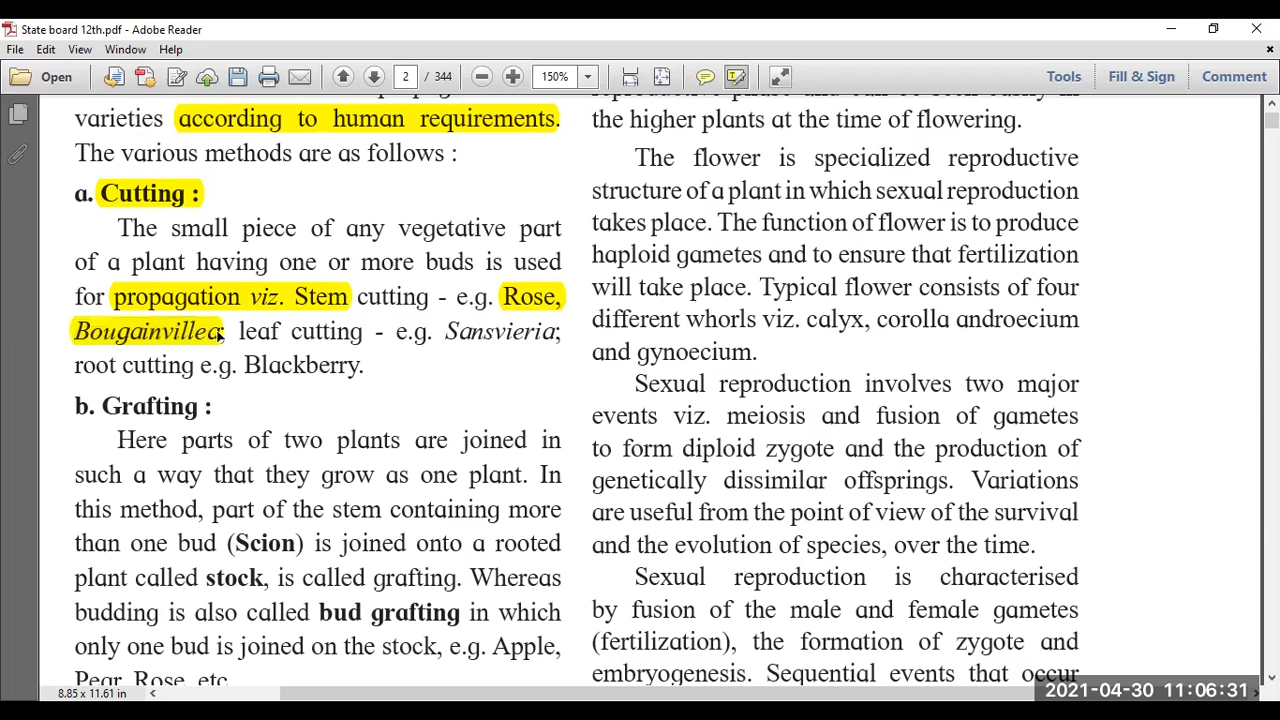 State board 12th.pdf - Adobe Reader
File Edit View Window Help
Open 2 / 344 150% Tools Fill & Sign Comment
varieties according to human requirements.
The various methods are as follows :
a. Cutting :
The small piece of any vegetative part
of a plant having one or more buds is used
for propagation viz. Stem cutting - e.g. Rose,
Bougainvillea; leaf cutting - e.g. Sansvieria;
root cutting e.g. Blackberry.
b. Grafting :
Here parts of two plants are joined in
such a way that they grow as one plant. In
this method, part of the stem containing more
than one bud (Scion) is joined onto a rooted
plant called stock, is called grafting. Whereas
budding is also called bud grafting in which
only one bud is joined on the stock, e.g. Apple,
Pear, Rose, etc.
the higher plants at the time of flowering.
The flower is specialized reproductive
structure of a plant in which sexual reproduction
takes place. The function of flower is to produce
haploid gametes and to ensure that fertilization
will take place. Typical flower consists of four
different whorls viz. calyx, corolla androecium
and gynoecium.
Sexual reproduction involves two major
events viz. meiosis and fusion of gametes
to form diploid zygote and the production of
genetically dissimilar offsprings. Variations
are useful from the point of view of the survival
and the evolution of species, over the time.
Sexual reproduction is characterised
by fusion of the male and female gametes
(fertilization), the formation of zygote and
embryogenesis. Sequential events that occur
8.85 x 11.61 in
2021-04-30 11:06:31